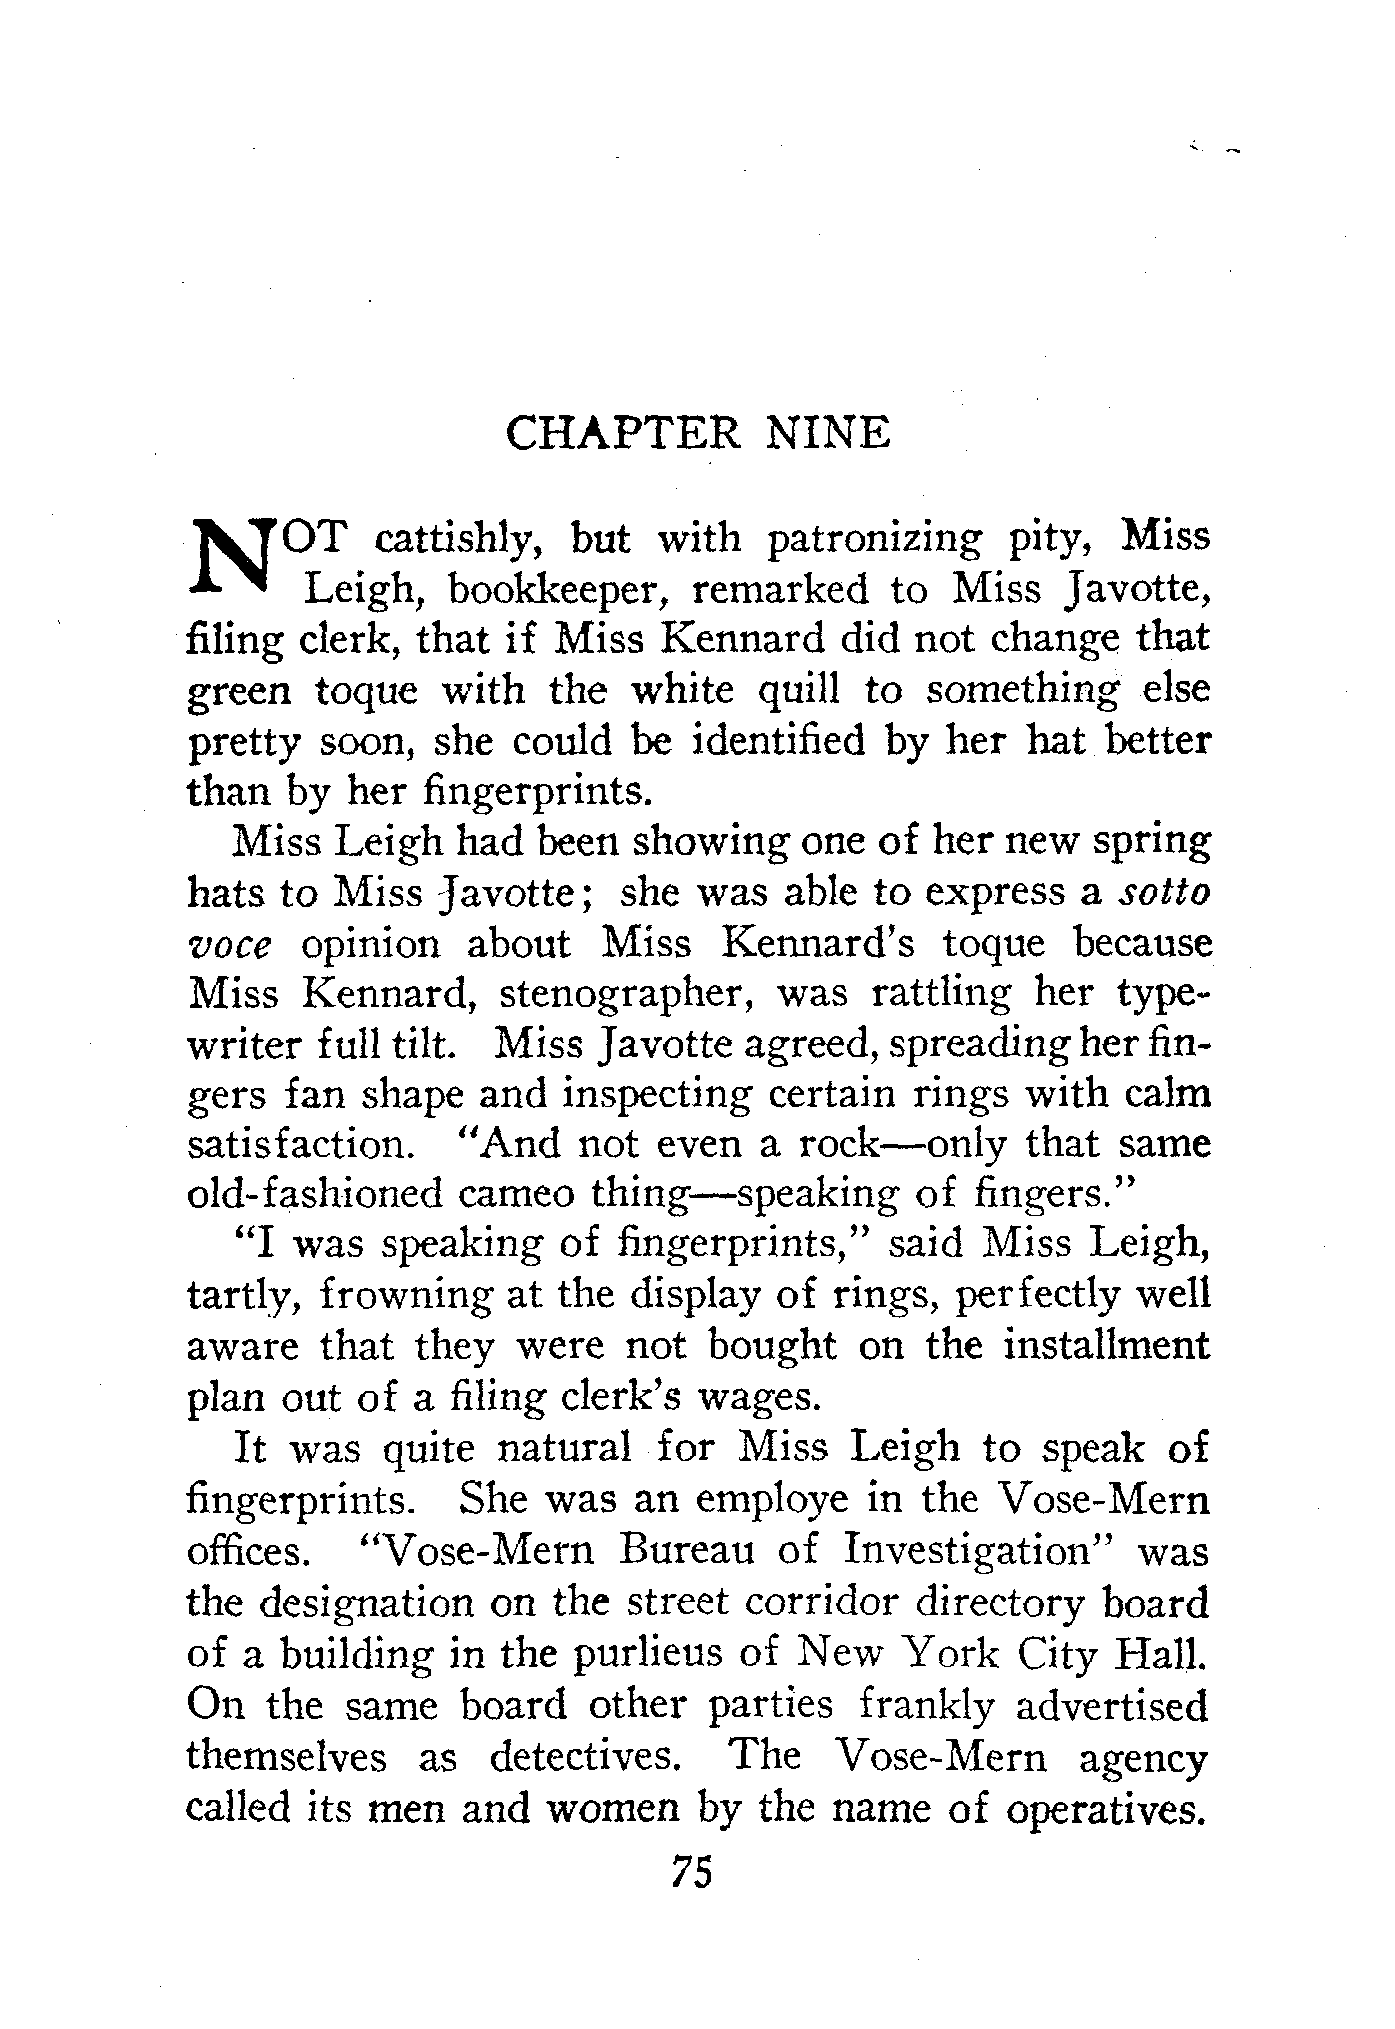 CHAPTER NINE
NOT cattishly, but with patronizing pity, Miss
Leigh, bookkeeper, remarked to Miss Javotte,
filing clerk, that if Miss Kennard did not change that
green toque with the white quill to something else
pretty soon, she could be identified by her hat better
than by her fingerprints.
Miss Leigh had been showing one of her new spring
hats to Miss Javotte; she was able to express a sotto
voce opinion about Miss Kennard's toque because
Miss Kennard, stenographer, was rattling her type-
writer full tilt. Miss Javotte agreed, spreading her fin-
gers fan shape and inspecting certain rings with calm
satisfaction. "And not even a rock—only that same
old-fashioned cameo thing—speaking of fingers."
"I was speaking of fingerprints," said Miss Leigh,
tartly, frowning at the display of rings, perfectly well
aware that they were not bought on the installment
plan out of a filing clerk's wages.
It was quite natural for Miss Leigh to speak of
fingerprints. She was an employe in the Vose-Mern
offices. "Vose-Mern Bureau of Investigation" was
the designation on the street corridor directory board
of a building in the purlieus of New York City Hall.
On the same board other parties frankly advertised
themselves as detectives. The Vose-Mern agency
called its men and women by the name of operatives.
75